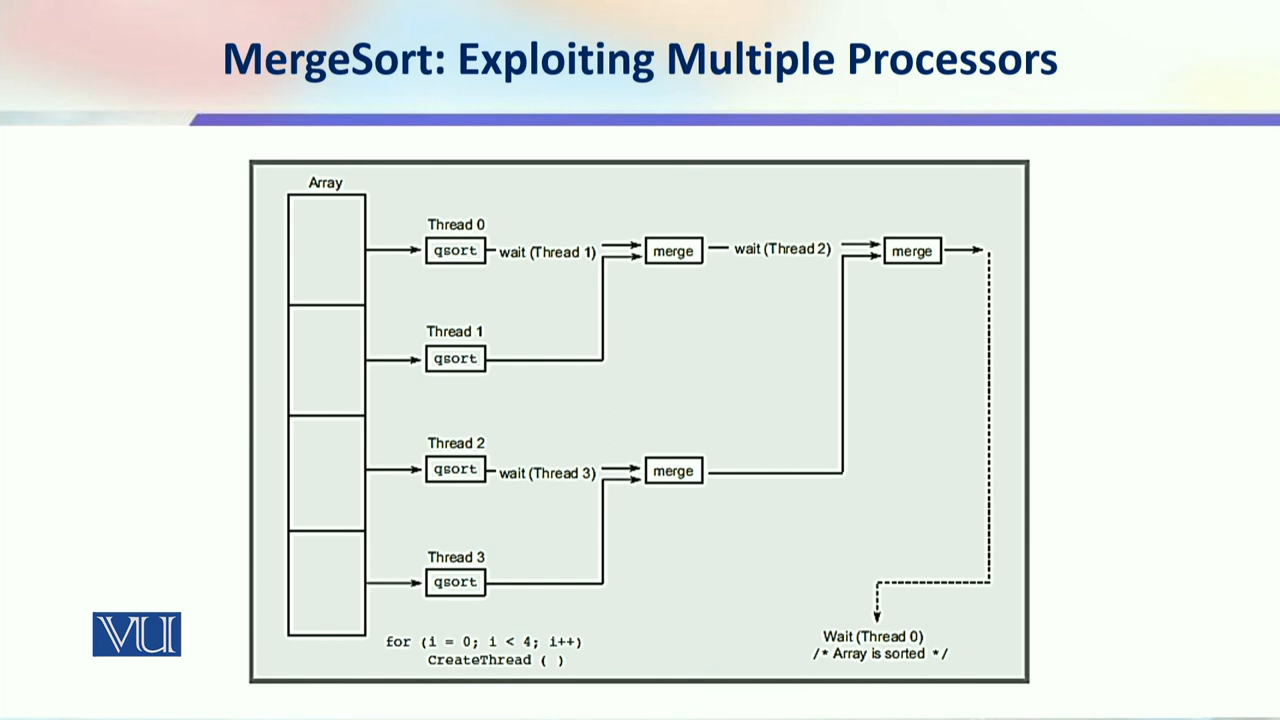 MergeSort: Exploiting Multiple Processors
Array
Thread 0
qsort
wait (Thread 1)
merge
wait (Thread 2)
merge
Thread 1
qsort
Thread 2
qsort
wait (Thread 3)
merge
Thread 3
qsort
for (i = 0; i < 4; i++)
CreateThread ( )
Wait (Thread 0)
/* Array is sorted */
VU